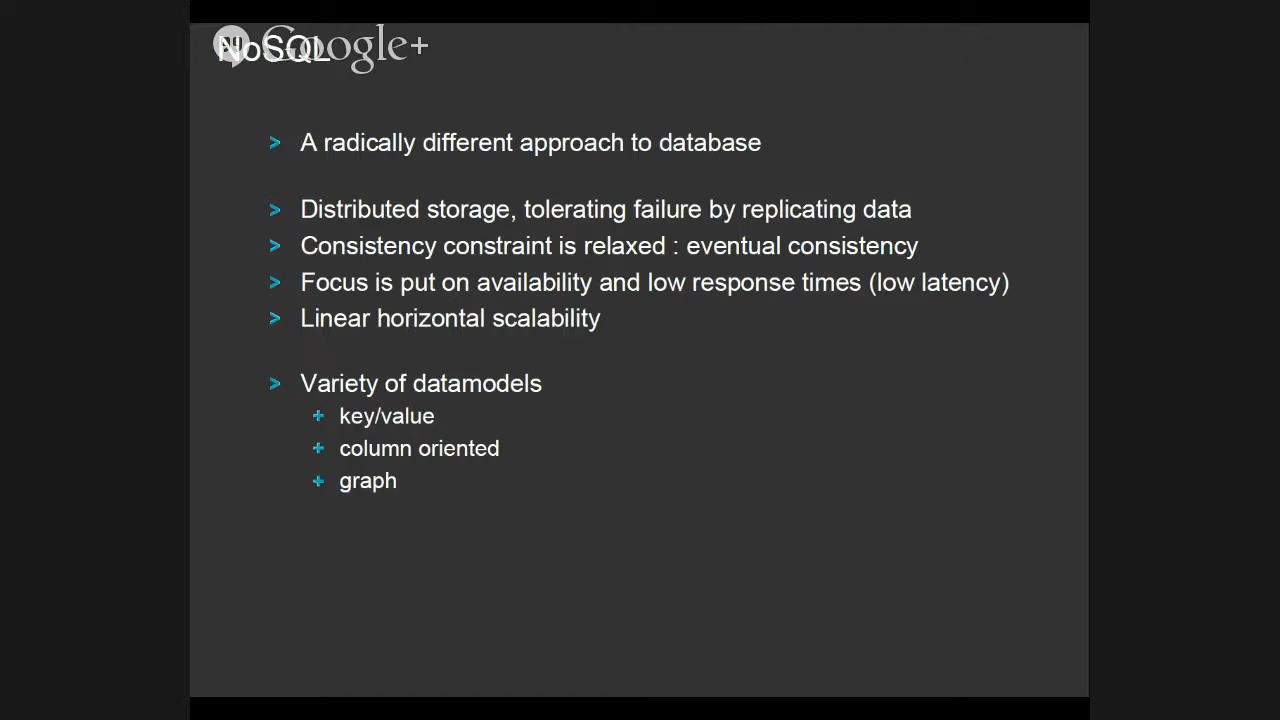 NoSQL
Google+
> A radically different approach to database
> Distributed storage, tolerating failure by replicating data
> Consistency constraint is relaxed : eventual consistency
> Focus is put on availability and low response times (low latency)
> Linear horizontal scalability
> Variety of datamodels
+ key/value
+ column oriented
+ graph